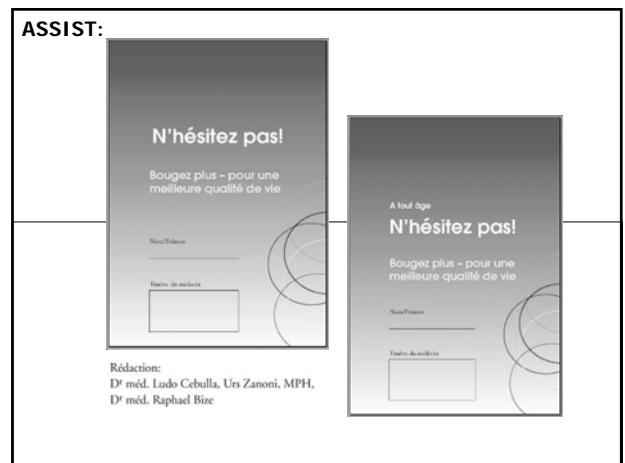 ASSIST:
N'hésitez pas!
Bougez plus – pour une
meilleure qualité de vie
Nom/Prénom
Timbre du médecin
Rédaction:
Dr méd. Ludo Cebulla, Urs Zanoni, MPH,
Dr méd. Raphael Bize
A tout âge
N'hésitez pas!
Bougez plus – pour une
meilleure qualité de vie
Nom/Prénom
Timbre du médecin